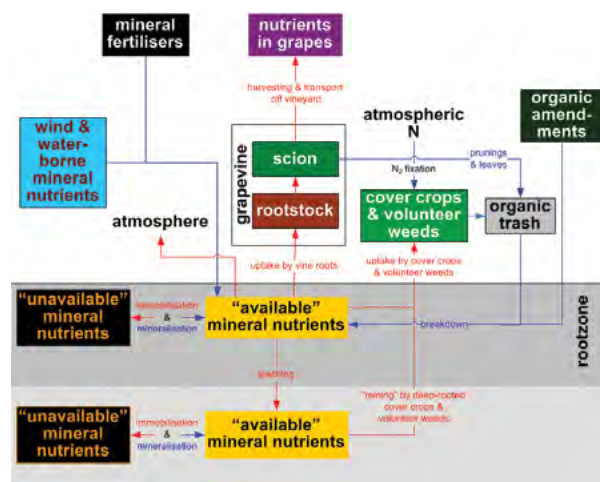 mineral
fertilisers
nutrients
in grapes
harvesting & transport
off vineyard
wind &
water-
borne
mineral
nutrients
atmospheric
N
organic
amend-
ments
grapevine
scion
rootstock
N₂ fixation
prunings
& leaves
cover crops
& volunteer
weeds
organic
trash
atmosphere
uptake by vine roots
uptake by cover crops
& volunteer weeds
"unavailable"
mineral
nutrients
immobilisation
&
mineralisation
"available"
mineral nutrients
breakdown
rootzone
leaching
"mining" by deep-rooted
cover crops &
volunteer weeds
"unavailable"
mineral
nutrients
immobilisation
&
mineralisation
"available"
mineral nutrients